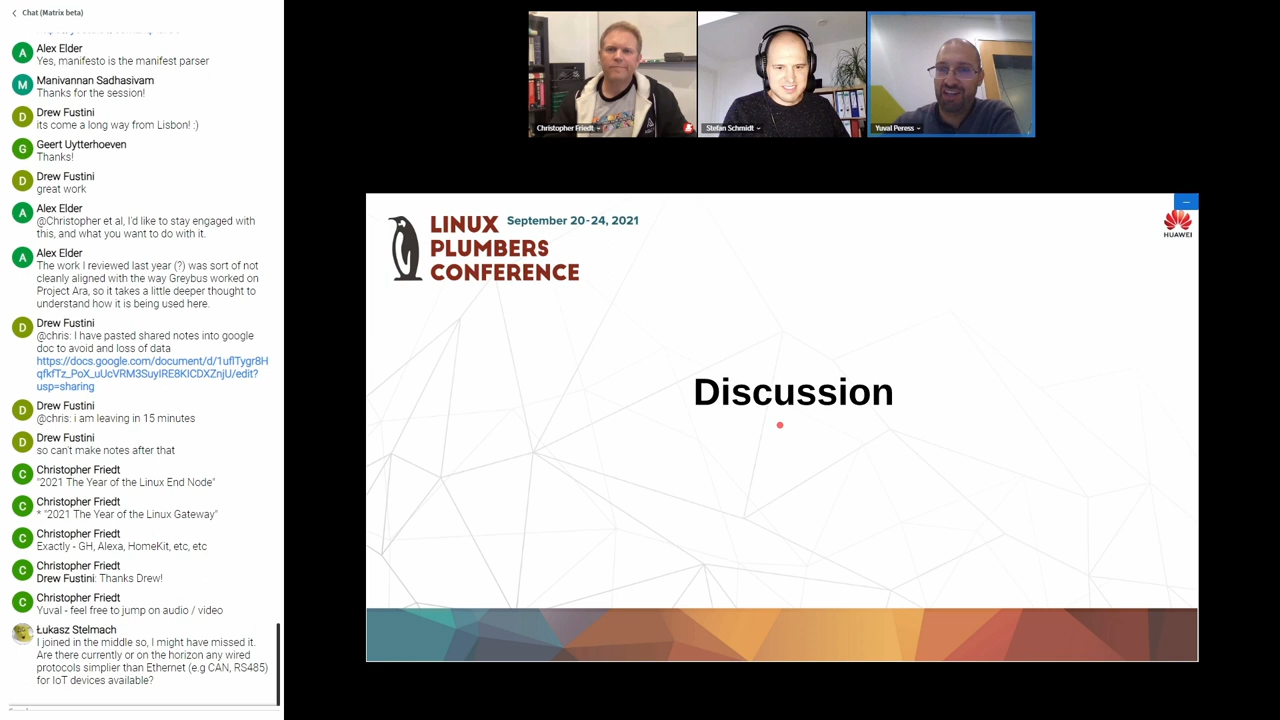 Chat (Matrix beta)
Alex Elder
Yes, manifesto is the manifest parser
Manivannan Sadhasivam
Thanks for the session!
Drew Fustini
its come a long way from Lisbon! :)
Geert Uytterhoeven
Thanks!
Drew Fustini
great work
Alex Elder
@Christopher et al, I'd like to stay engaged with
this, and what you want to do with it.
Alex Elder
The work I reviewed last year (?) was sort of not
cleanly aligned with the way Greybus worked on
Project Ara, so it takes a little deeper thought to
understand how it is being used here.
Drew Fustini
@chris: I have pasted shared notes into google
doc to avoid and loss of data
usp=sharing
Drew Fustini
@chris: i am leaving in 15 minutes
Drew Fustini
so can't make notes after that
Christopher Friedt
"2021 The Year of the Linux End Node"
Christopher Friedt
* "2021 The Year of the Linux Gateway"
Christopher Friedt
Exactly - GH, Alexa, HomeKit, etc, etc
Christopher Friedt
Drew Fustini: Thanks Drew!
Christopher Friedt
Yuval - feel free to jump on audio / video
Łukasz Stelmach
I joined in the middle so, I might have missed it.
Are there currently or on the horizon any wired
protocols simplier than Ethernet (e.g CAN, RS485)
for IoT devices available?
Christopher Friedt
Stefan Schmidt
Yuval Peress
LINUX
PLUMBERS
CONFERENCE
September 20-24, 2021
HUAWEI
Discussion